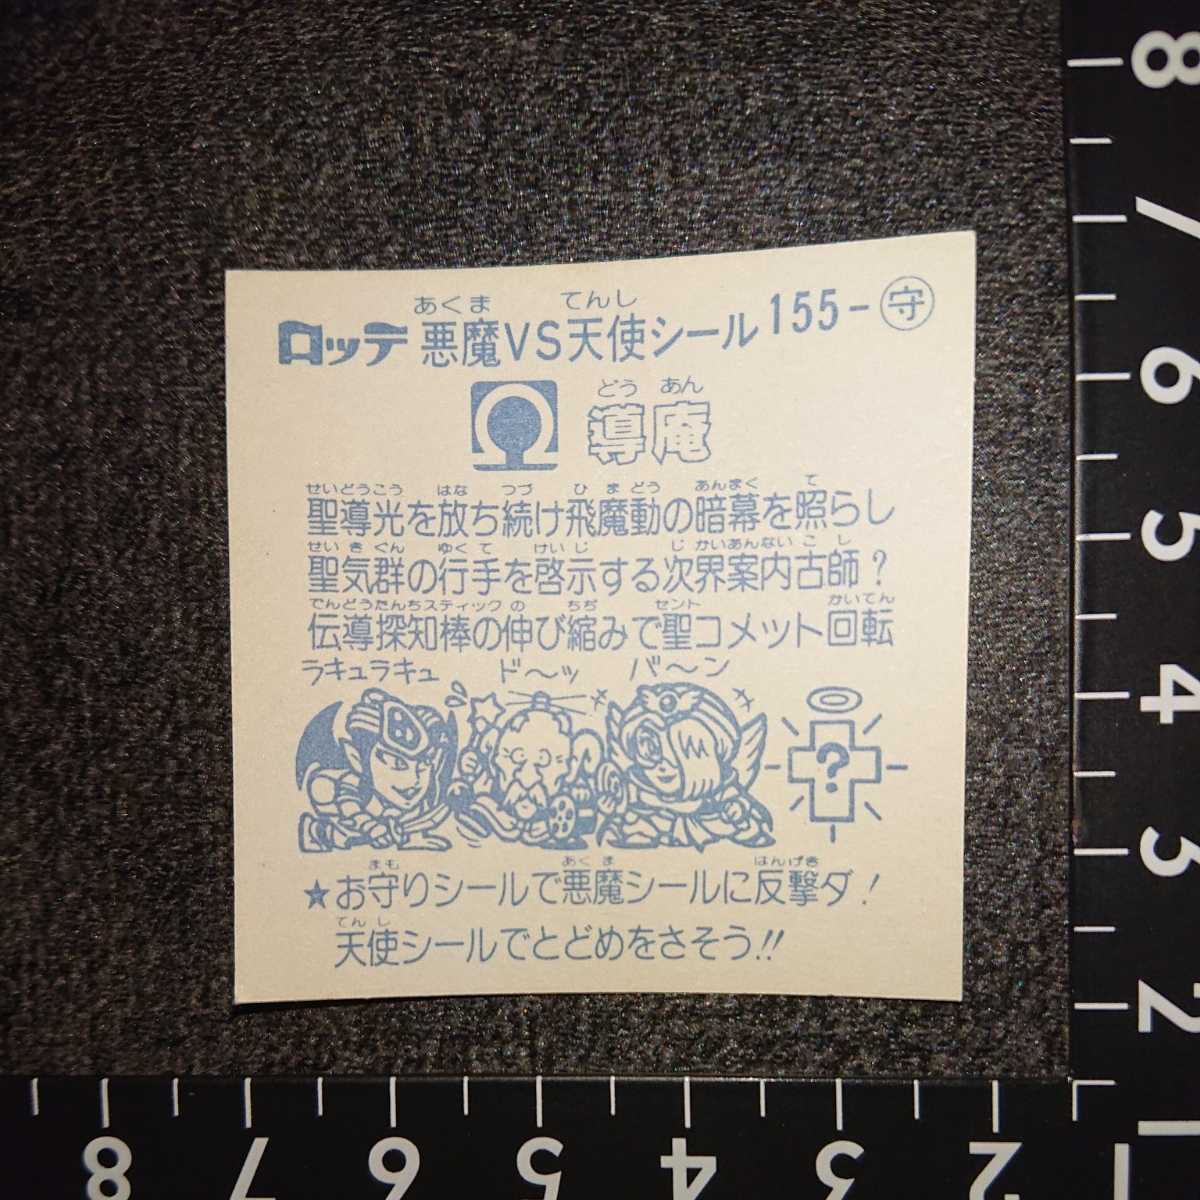 あくま てんし
ロッテ 悪魔VS天使シール 155-守
どう あん
Ω 導庵
せいどうこう はな つづ ひ ま どう あんまく て
聖導光を放ち続け飛魔動の暗幕を照らし
せい き ぐん ゆくて けいじ じ かいあんない こ し
聖気群の行手を啓示する次界案内古師?
でんどうたんちスティック の ちぢ セント かいてん
伝導探知棒の伸び縮みで聖コメット回転
ラキュラキュ ド〜ッ バ〜ン
?
まも あくま はんげき
★お守りシールで悪魔シールに反撃ダ!
てんし
天使シールでとどめをさそう!!
8
7
6
5
4
3
2
1
8 7 6 5 4 3 2 1